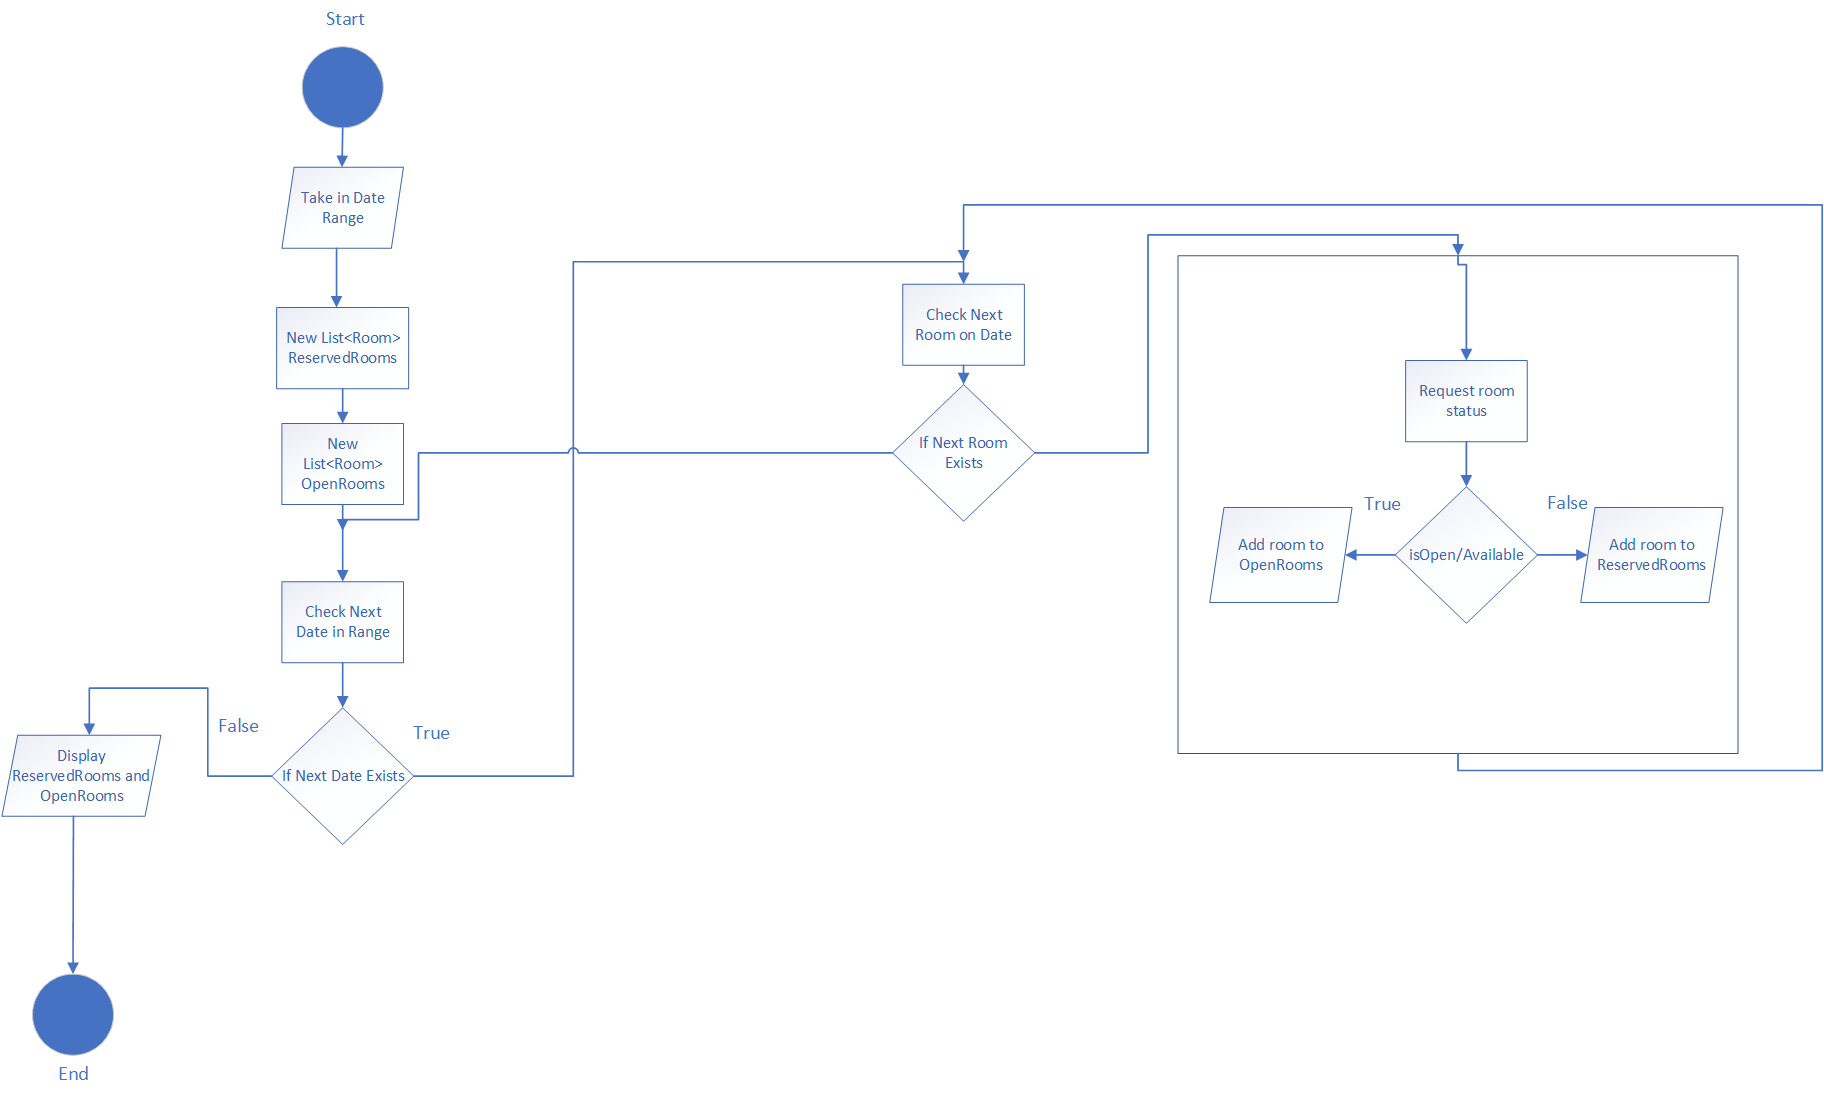 Start
Take in Date
Range
New List<Room>
ReservedRooms
New
List<Room>
OpenRooms
Check Next
Date in Range
If Next Date Exists
False
True
Display
ReservedRooms and
OpenRooms
End
Check Next
Room on Date
If Next Room
Exists
Request room
status
isOpen/Available
True
False
Add room to
OpenRooms
Add room to
ReservedRooms